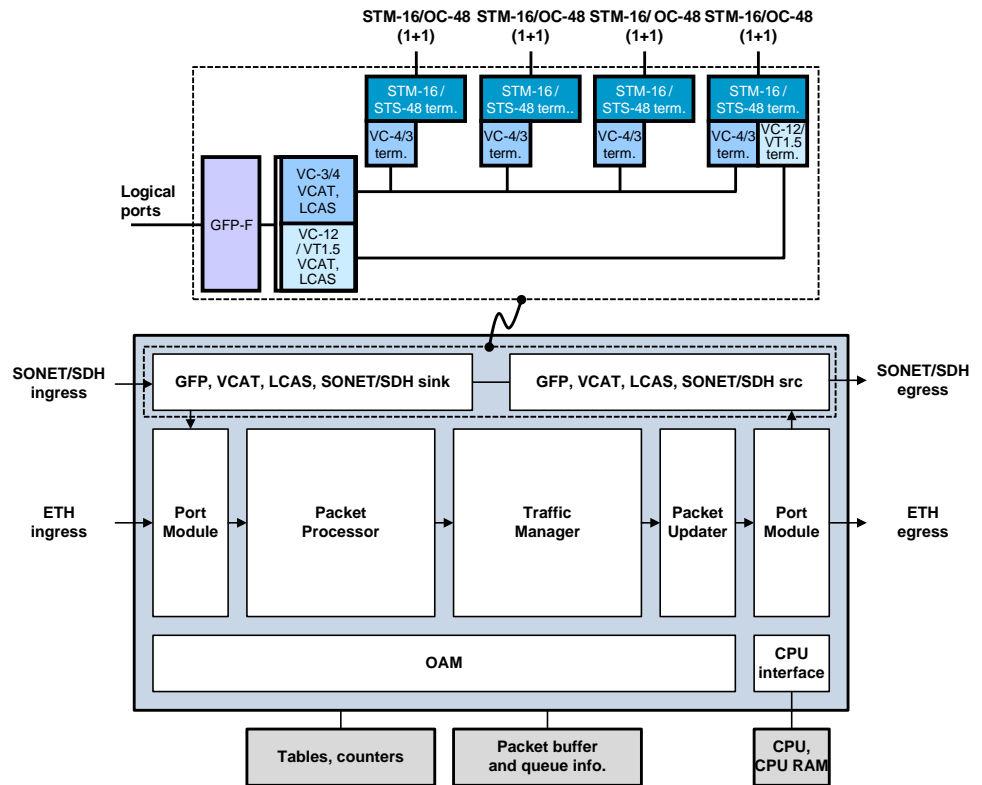 STM-16/OC-48 STM-16/OC-48 STM-16/ OC-48 STM-16/OC-48
(1+1) (1+1) (1+1) (1+1)
STM-16 /
STS-48 term.
STM-16 /
STS-48 term..
STM-16 /
STS-48 term.
STM-16 /
STS-48 term.
VC-4/3
term.
VC-4/3
term.
VC-4/3
term.
VC-4/3
term.
VC-12/
VT1.5
term.
Logical
ports
GFP-F
VC-3/4
VCAT,
LCAS
VC-12
/ VT1.5
VCAT,
LCAS
SONET/SDH
ingress
GFP, VCAT, LCAS, SONET/SDH sink
GFP, VCAT, LCAS, SONET/SDH src
SONET/SDH
egress
ETH
ingress
Port
Module
Packet
Processor
Traffic
Manager
Packet
Updater
Port
Module
ETH
egress
OAM
CPU
interface
Tables, counters
Packet buffer
and queue info.
CPU,
CPU RAM